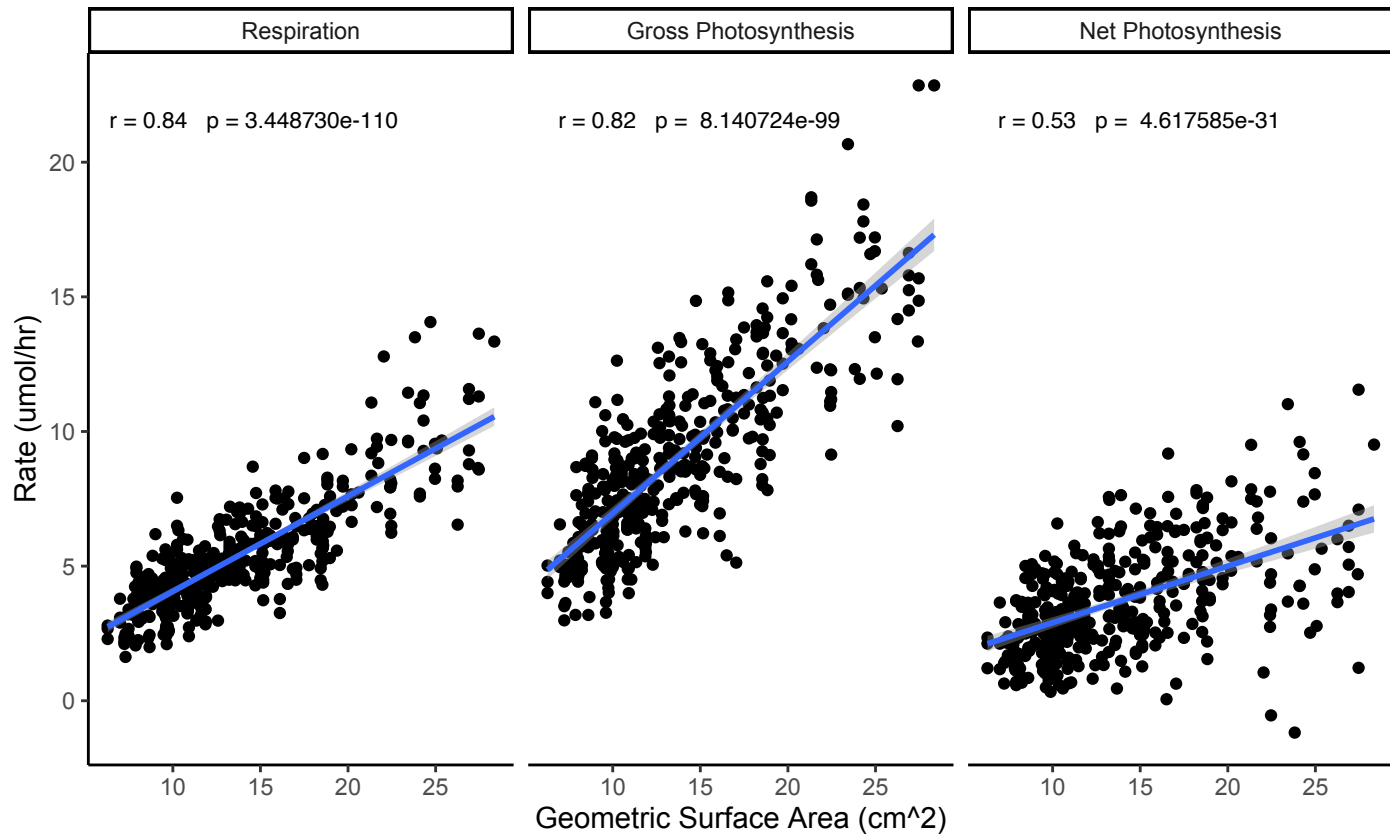 Respiration
Gross Photosynthesis
Net Photosynthesis
r = 0.84 p = 3.448730e-110
r = 0.82 p = 8.140724e-99
r = 0.53 p = 4.617585e-31
Rate (umol/hr)
20
15
10
5
0
10 15 20 25
10 15 20 25
10 15 20 25
Geometric Surface Area (cm^2)